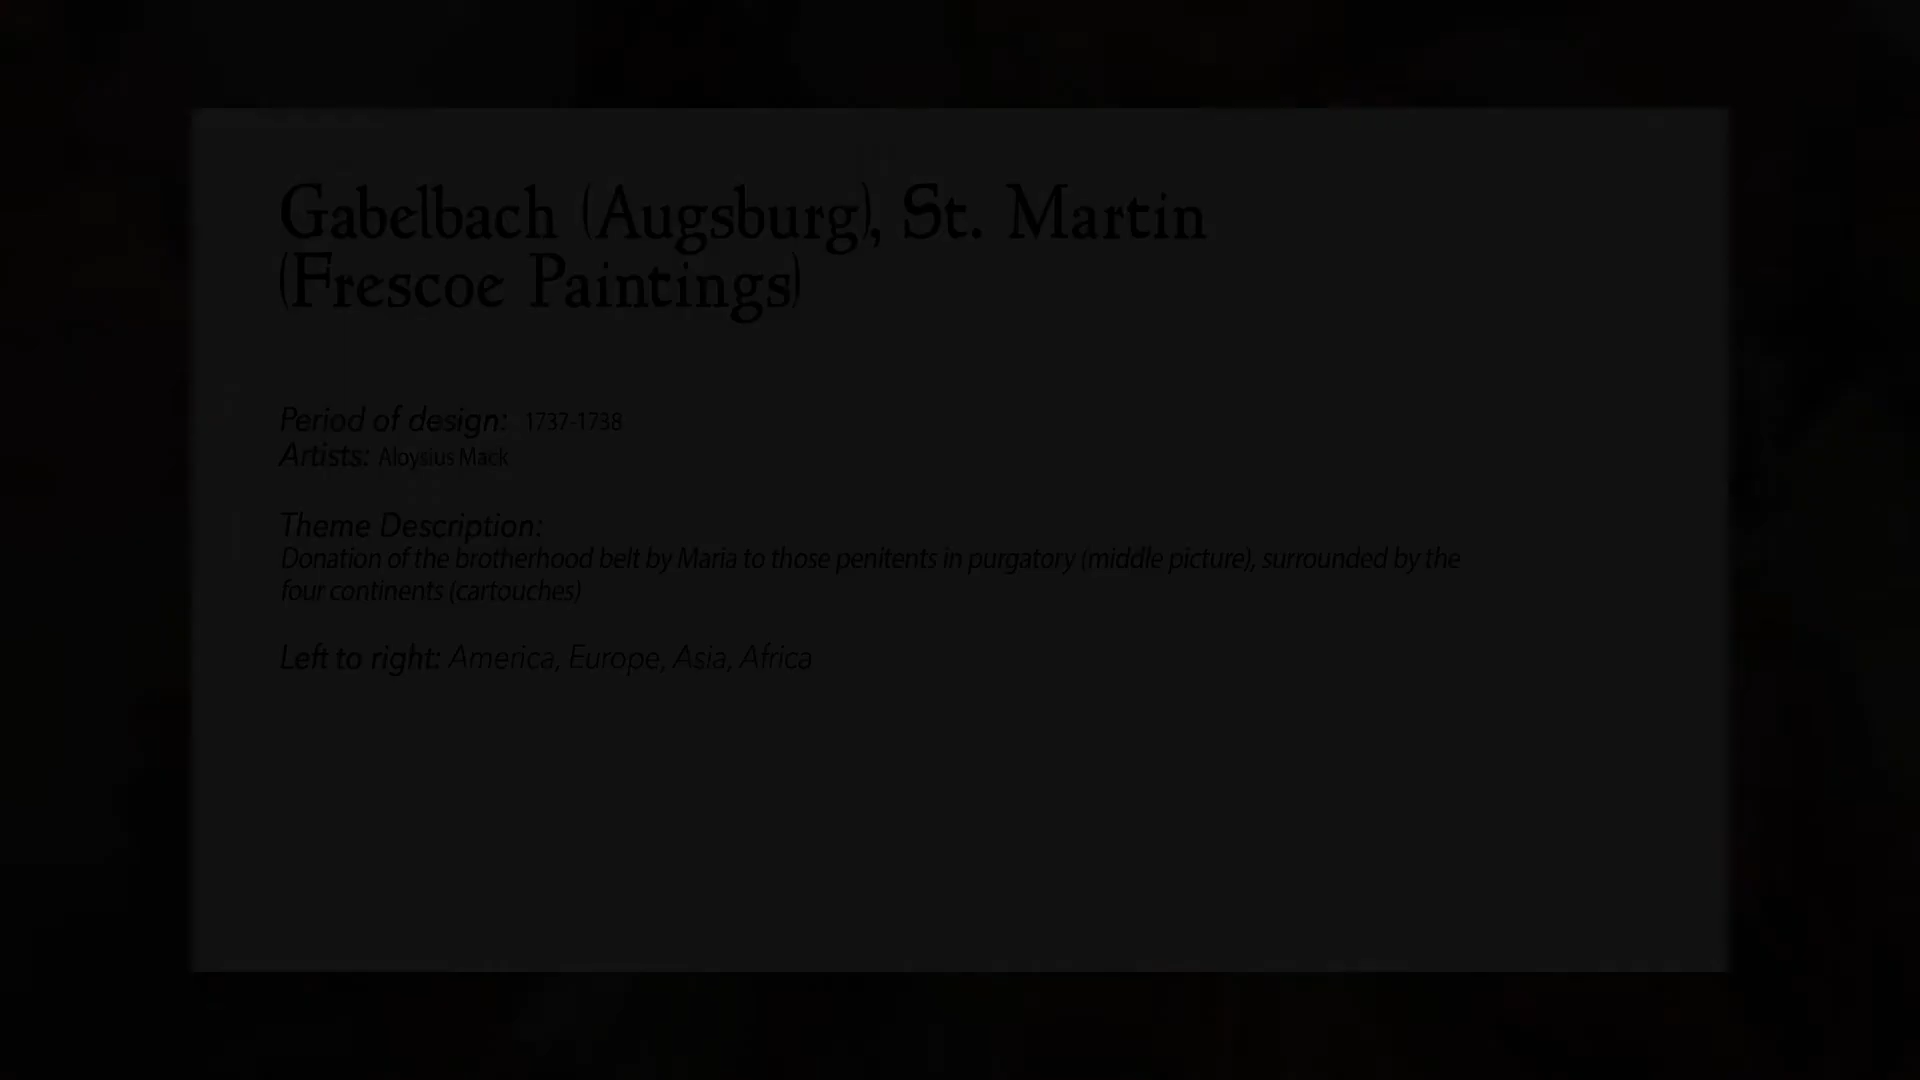 Gabelbach (Augsburg), St. Martin
(Frescoe Paintings)
Period of design: 1737-1738
Artists: Aloysius Mack
Theme Description:
Donation of the brotherhood belt by Maria to those penitents in purgatory (middle picture), surrounded by the
four continents (cartouches)
Left to right: America, Europe, Asia, Africa